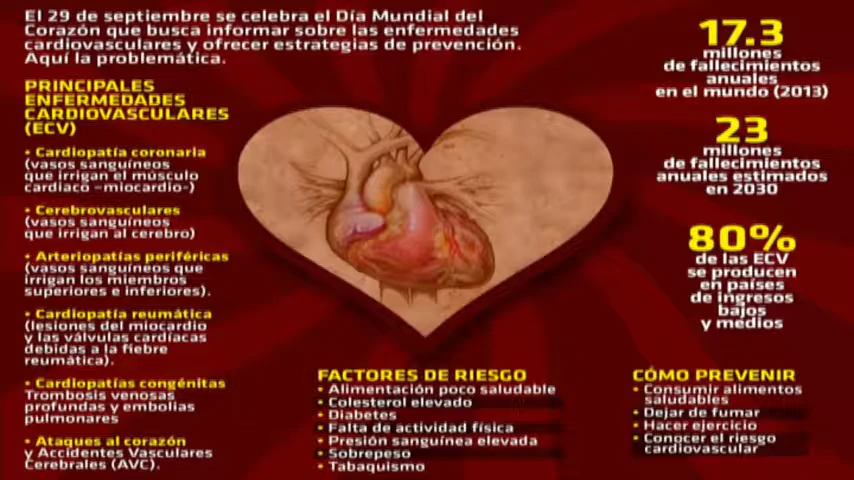 El 29 de septiembre se celebra el Día Mundial del
Corazón que busca informar sobre las enfermedades
cardiovasculares y ofrecer estrategias de prevención.
Aquí la problemática.
PRINCIPALES
ENFERMEDADES
CARDIOVASCULARES
(ECV)
• Cardiopatía coronaria
(vasos sanguíneos
que irrigan el músculo
cardiaco –miocardio-)
• Cerebrovasculares
(vasos sanguíneos
que irrigan al cerebro)
• Arteriopatías periféricas
(vasos sanguíneos que
irrigan los miembros
superiores e inferiores).
• Cardiopatía reumática
(lesiones del miocardio
y las válvulas cardíacas
debidas a la fiebre
reumática).
• Cardiopatías congénitas
Trombosis venosas
profundas y embolias
pulmonares
• Ataques al corazón
y Accidentes Vasculares
Cerebrales (AVC).
FACTORES DE RIESGO
• Alimentación poco saludable
• Colesterol elevado
• Diabetes
• Falta de actividad física
• Presión sanguínea elevada
• Sobrepeso
• Tabaquismo
17.3
millones
de fallecimientos
anuales
en el mundo (2013)
23
millones
de fallecimientos
anuales estimados
en 2030
80%
de las ECV
se producen
en países
de ingresos
bajos
y medios
CÓMO PREVENIR
• Consumir alimentos
saludables
• Dejar de fumar
• Hacer ejercicio
• Conocer el riesgo
cardiovascular